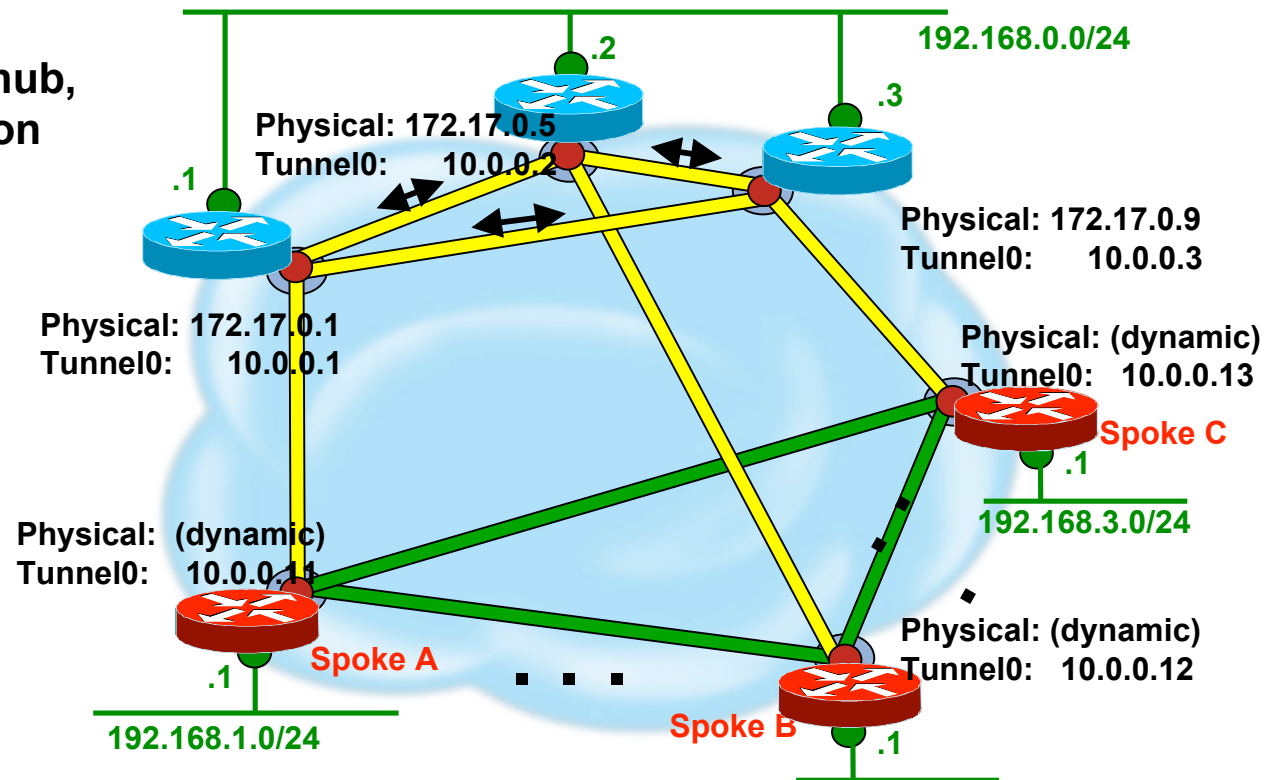 192.168.0.0/24
hub,
on
.2
.3
.1
Physical: 172.17.0.5
Tunnel0: 10.0.0.2
Physical: 172.17.0.9
Tunnel0: 10.0.0.3
Physical: 172.17.0.1
Tunnel0: 10.0.0.1
Physical: (dynamic)
Tunnel0: 10.0.0.13
Spoke C
.1
192.168.3.0/24
Physical: (dynamic)
Tunnel0: 10.0.0.11
Spoke A
.1
192.168.1.0/24
. . .
Physical: (dynamic)
Tunnel0: 10.0.0.12
Spoke B
.1